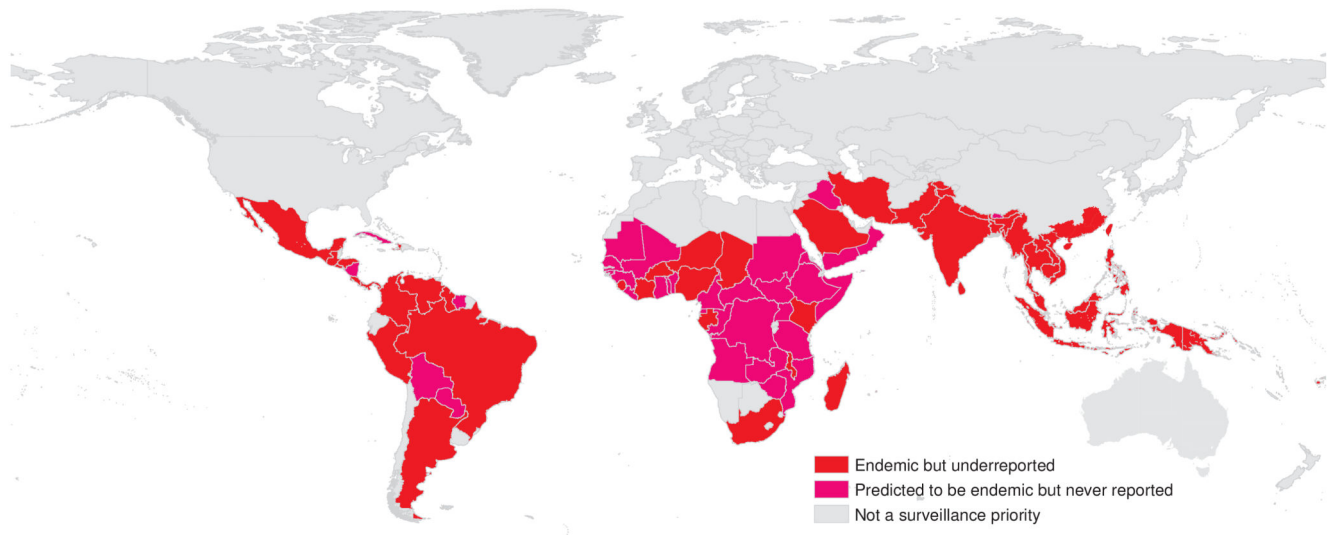 Endemic but underreported
Predicted to be endemic but never reported
Not a surveillance priority